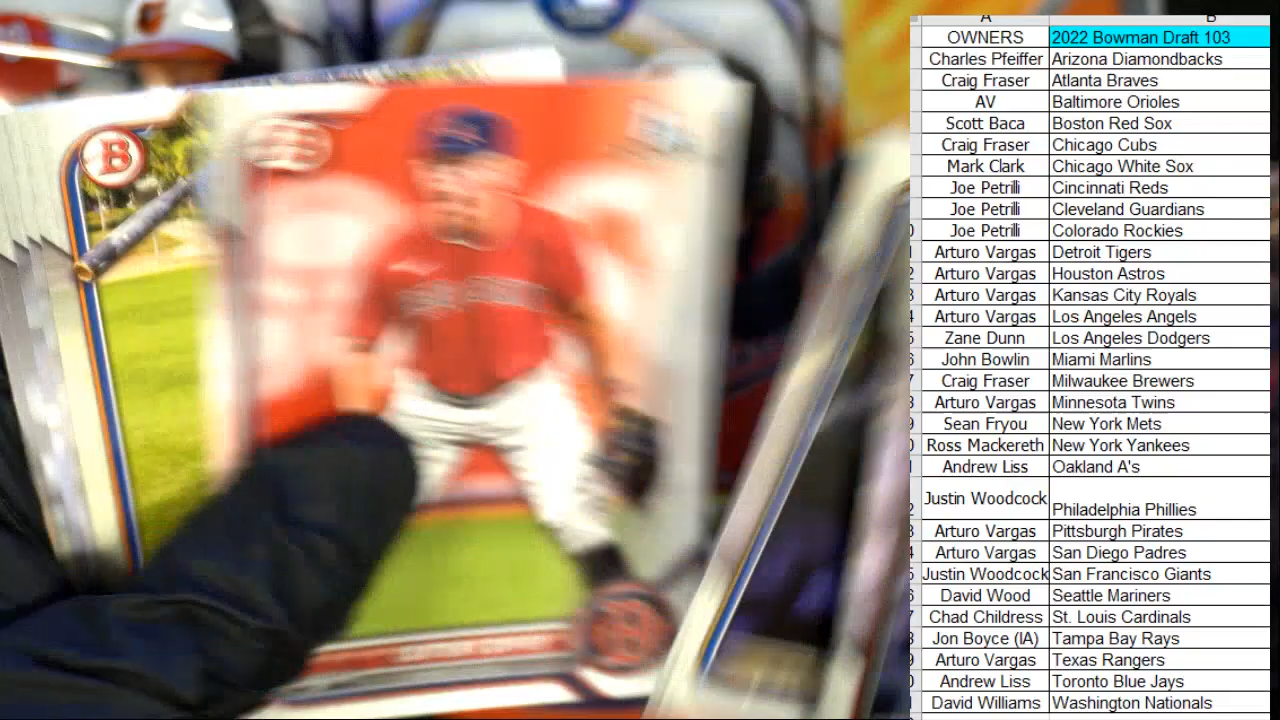 A B
OWNERS 2022 Bowman Draft 103
Charles Pfeiffer Arizona Diamondbacks
Craig Fraser Atlanta Braves
AV Baltimore Orioles
Scott Baca Boston Red Sox
Craig Fraser Chicago Cubs
Mark Clark Chicago White Sox
Joe Petrilli Cincinnati Reds
Joe Petrilli Cleveland Guardians
Joe Petrilli Colorado Rockies
Arturo Vargas Detroit Tigers
Arturo Vargas Houston Astros
Arturo Vargas Kansas City Royals
Arturo Vargas Los Angeles Angels
Zane Dunn Los Angeles Dodgers
John Bowlin Miami Marlins
Craig Fraser Milwaukee Brewers
Arturo Vargas Minnesota Twins
Sean Fryou New York Mets
Ross Mackereth New York Yankees
Andrew Liss Oakland A's
Justin Woodcock Philadelphia Phillies
Arturo Vargas Pittsburgh Pirates
Arturo Vargas San Diego Padres
Justin Woodcock San Francisco Giants
David Wood Seattle Mariners
Chad Childress St. Louis Cardinals
Jon Boyce (IA) Tampa Bay Rays
Arturo Vargas Texas Rangers
Andrew Liss Toronto Blue Jays
David Williams Washington Nationals
B
B